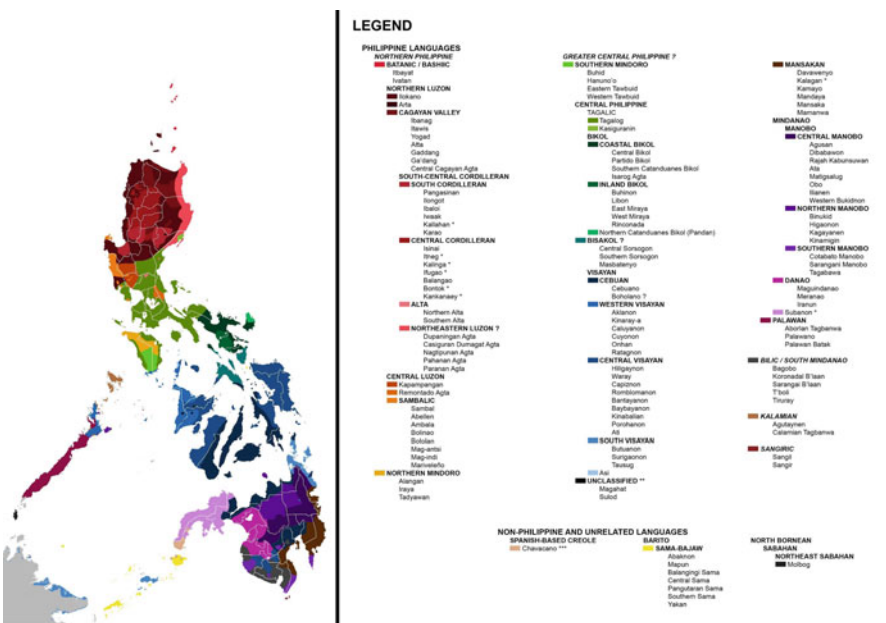 LEGEND
PHILIPPINE LANGUAGES
NORTHERN PHILIPPINE
BATANIC / BASHIIC
Itbayat
Ivatan
NORTHERN LUZON
Ilokano
Arta
CAGAYAN VALLEY
Ibanag
Itawis
Yogad
Atta
Gaddang
Ga'dang
Central Cagayan Agta
SOUTH-CENTRAL CORDILLERAN
SOUTH CORDILLERAN
Pangasinan
Ilongot
Ibaloi
Iwaak
Kallahan *
Karao
CENTRAL CORDILLERAN
Isinai
Itneg *
Kalinga *
Ifugao *
Balangao
Bontok *
Kankanaey *
ALTA
Northern Alta
Southern Alta
NORTHEASTERN LUZON ?
Dupaningan Agta
Casiguran Dumagat Agta
Nagtipunan Agta
Pahanan Agta
Paranan Agta
CENTRAL LUZON
Kapampangan
Remontado Agta
SAMBALIC
Sambal
Abellen
Ambala
Bolinao
Botolan
Mag-antsi
Mag-indi
Mariveleño
NORTHERN MINDORO
Alangan
Iraya
Tadyawan
GREATER CENTRAL PHILIPPINE ?
SOUTHERN MINDORO
Buhid
Hanuno'o
Eastern Tawbuid
Western Tawbuid
CENTRAL PHILIPPINE
TAGALIC
Tagalog
Kasiguranin
BIKOL
COASTAL BIKOL
Central Bikol
Partido Bikol
Southern Catanduanes Bikol
Isarog Agta
INLAND BIKOL
Buhinon
Libon
East Miraya
West Miraya
Rinconada
Northern Catanduanes Bikol (Pandan)
BISAKOL ?
Central Sorsogon
Southern Sorsogon
Masbatenyo
VISAYAN
CEBUAN
Cebuano
Boholano ?
WESTERN VISAYAN
Aklanon
Kinaray-a
Caluyanon
Cuyonon
Onhan
Ratagnon
CENTRAL VISAYAN
Hiligaynon
Waray
Capiznon
Romblomanon
Bantayanon
Baybayanon
Kinabalian
Porohanon
Ati
SOUTH VISAYAN
Butuanon
Surigaonon
Tausug
Asi
UNCLASSIFIED **
Magahat
Sulod
MANSAKAN
Davawenyo
Kalagan *
Kamayo
Mandaya
Mansaka
Mamanwa
MINDANAO
MANOBO
CENTRAL MANOBO
Agusan
Dibabawon
Rajah Kabunsuwan
Ata
Matigsalug
Obo
Ilianen
Western Bukidnon
NORTHERN MANOBO
Binukid
Higaonon
Kagayanen
Kinamigin
SOUTHERN MANOBO
Cotabato Manobo
Sarangani Manobo
Tagabawa
DANAO
Maguindanao
Meranao
Iranun
Subanon *
PALAWAN
Aborlan Tagbanwa
Palawano
Palawan Batak
BILIC / SOUTH MINDANAO
Bagobo
Koronadal B'laan
Sarangai B'laan
T'boli
Tiruray
KALAMIAN
Agutaynen
Calamian Tagbanwa
SANGIRIC
Sangil
Sangir
NON-PHILIPPINE AND UNRELATED LANGUAGES
SPANISH-BASED CREOLE
Chavacano ***
BARITO
SAMA-BAJAW
Abaknon
Mapun
Balangingi Sama
Central Sama
Pangutaran Sama
Southern Sama
Yakan
NORTH BORNEAN
SABAHAN
NORTHEAST SABAHAN
Molbog